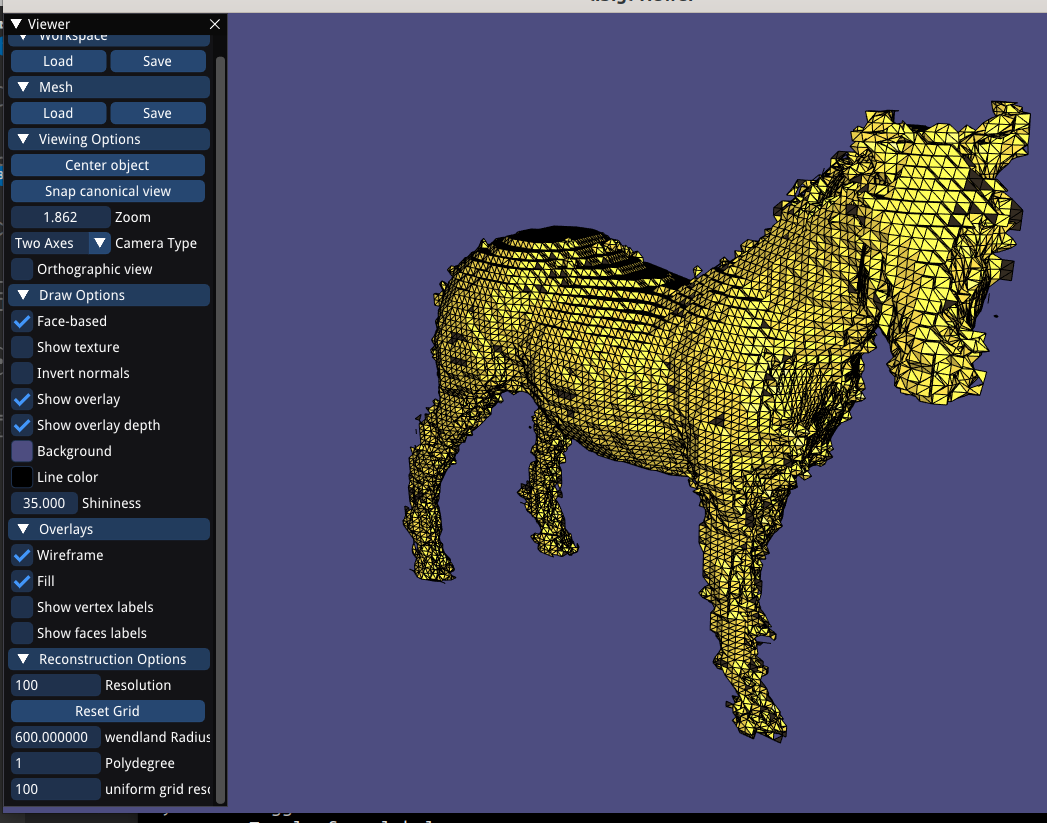 Viewer
Workspace
Load Save
Mesh
Load Save
Viewing Options
Center object
Snap canonical view
1.862 Zoom
Two Axes Camera Type
Orthographic view
Draw Options
Face-based
Show texture
Invert normals
Show overlay
Show overlay depth
Background
Line color
35.000 Shininess
Overlays
Wireframe
Fill
Show vertex labels
Show faces labels
Reconstruction Options
100 Resolution
Reset Grid
600.000000 wendland Radius
1 Polydegree
100 uniform grid reso